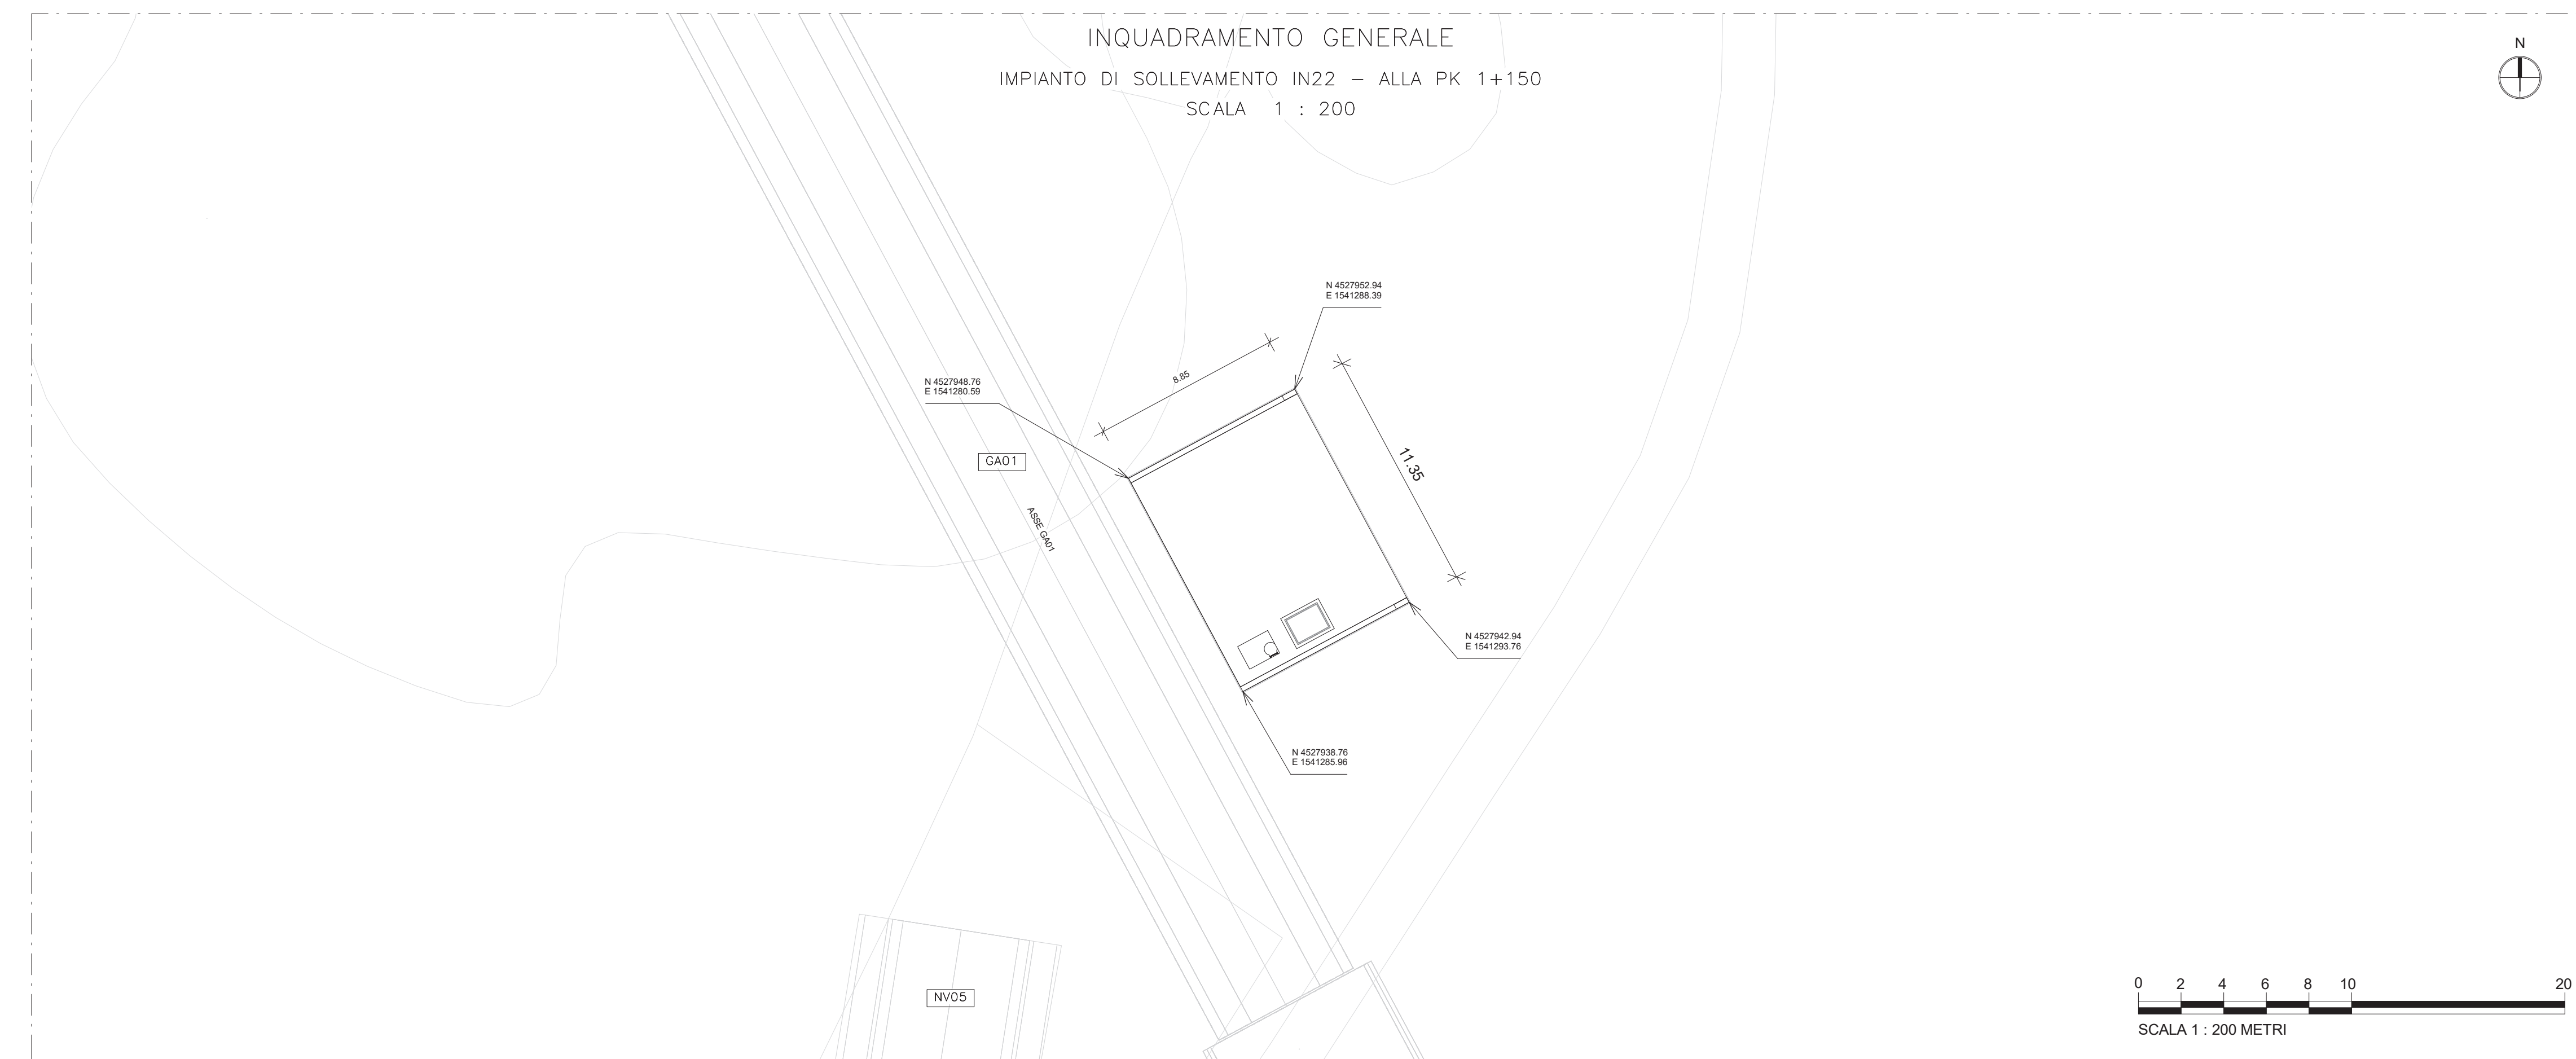 INQUADRAMENTO GENERALE
IMPIANTO DI SOLLEVAMENTO IN22 – ALLA PK 1+150
SCALA 1 : 200
N
N 4527952.94
E 1541288.39
N 4527948.76
E 1541280.59
8.85
11.35
GA01
ASSE GA01
N 4527942.94
E 1541293.76
N 4527938.76
E 1541285.96
NV05
0 2 4 6 8 10 20
SCALA 1 : 200 METRI